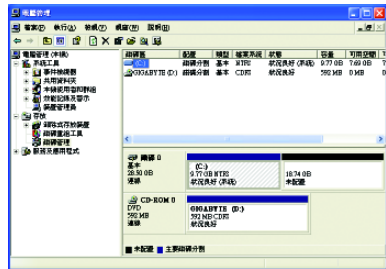 電腦管理
檔案(F) 執行(A) 檢視(V) 視窗(W) 說明(H)
電腦管理 (本機)
系統工具
事件檢視器
共用資料夾
本機使用者和群組
效能記錄及警示
裝置管理員
存放
卸除式存放裝置
磁碟重組工具
磁碟管理
服務及應用程式
磁碟區 配置 類型 檔案系統 狀態 容量 可用空間
(C:) 磁碟分割 基本 NTFS 狀況良好 (系統) 9.77 GB 7.69 GB
GIGABYTE (D:) 磁碟分割 基本 CDFS 狀況良好 592 MB 0 MB
磁碟 0
基本
28.50 GB
連線
(C:)
9.77 GB NTFS
狀況良好 (系統)
18.74 GB
未配置
CD-ROM 0
DVD
592 MB
連線
GIGABYTE (D:)
592 MB CDFS
狀況良好
未配置 主要磁碟分割